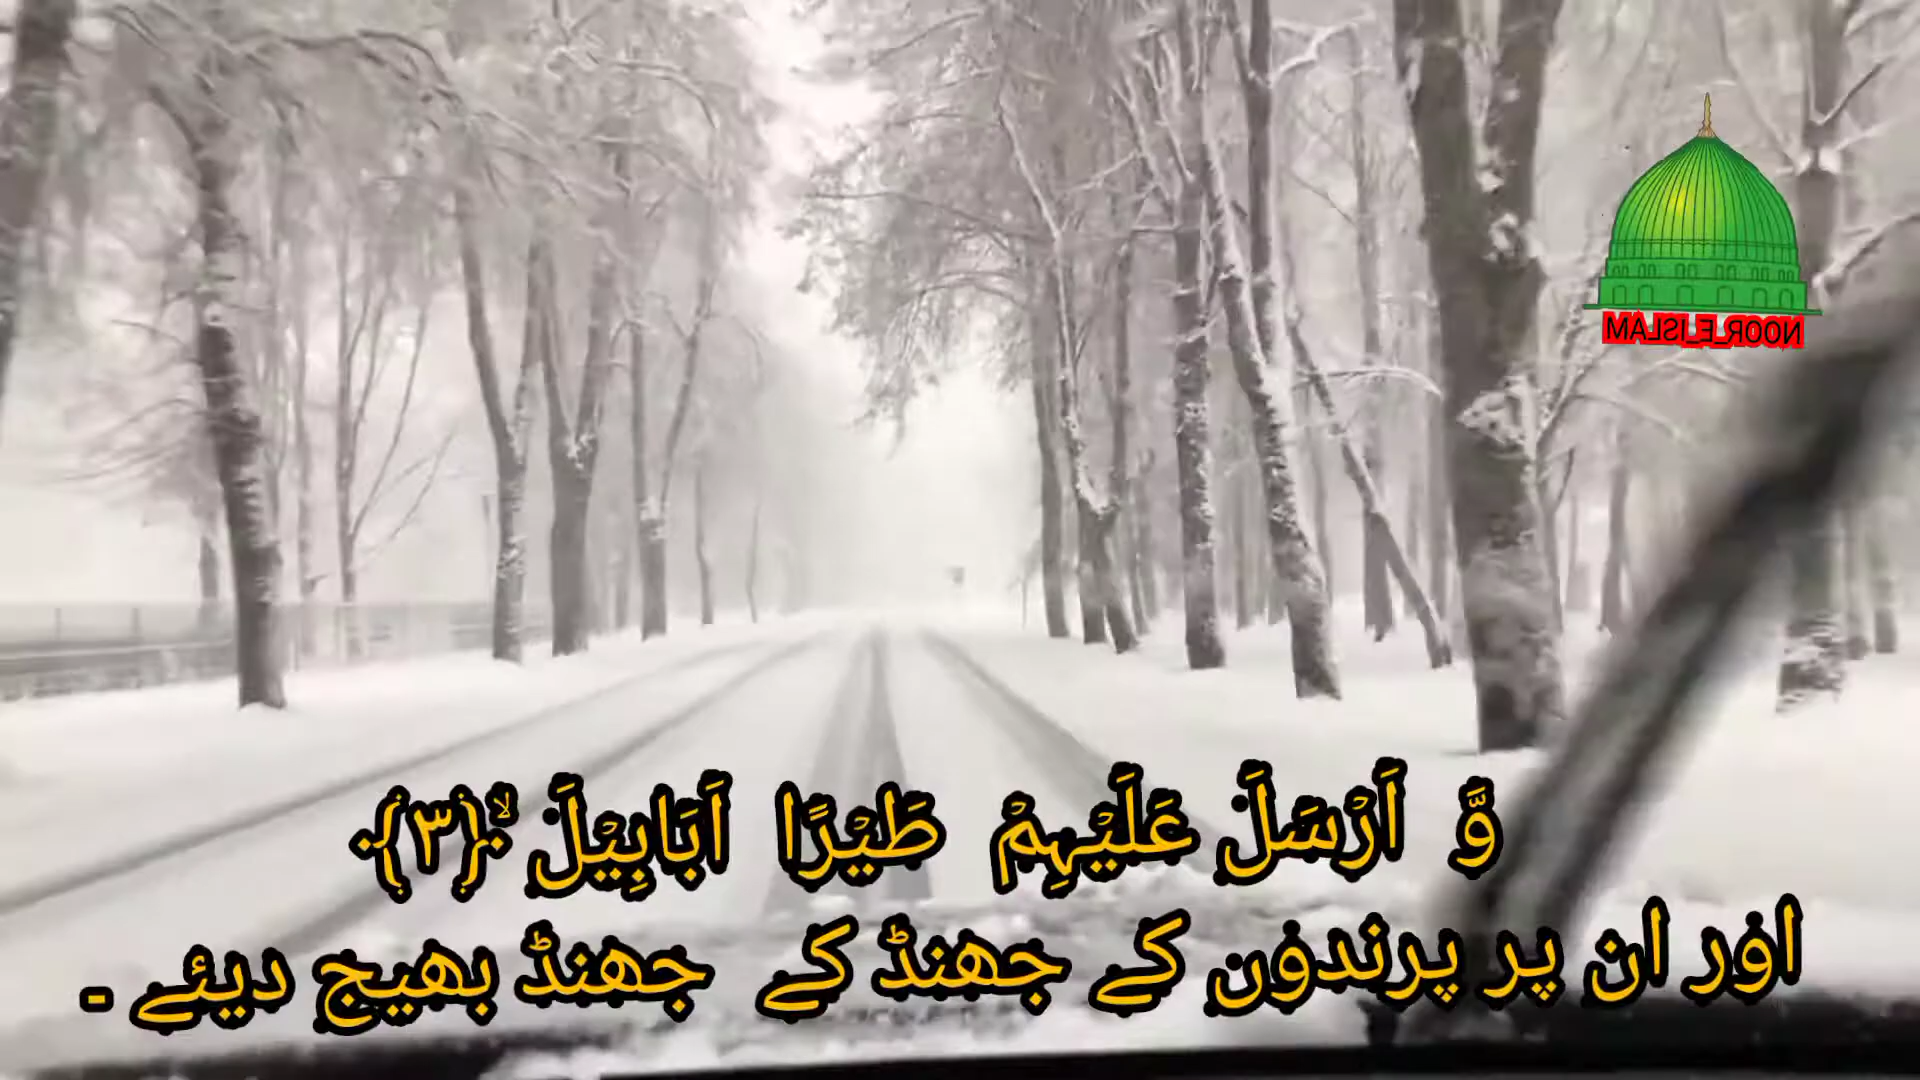 NOOR_E_ISLAM
وَّ اَرْسَلَ عَلَیْہِمْ طَیْرًا اَبَابِیْلَ ۙ﴿۳﴾
اور ان پر پرندوں کے جھنڈ کے جھنڈ بھیج دیئے ۔